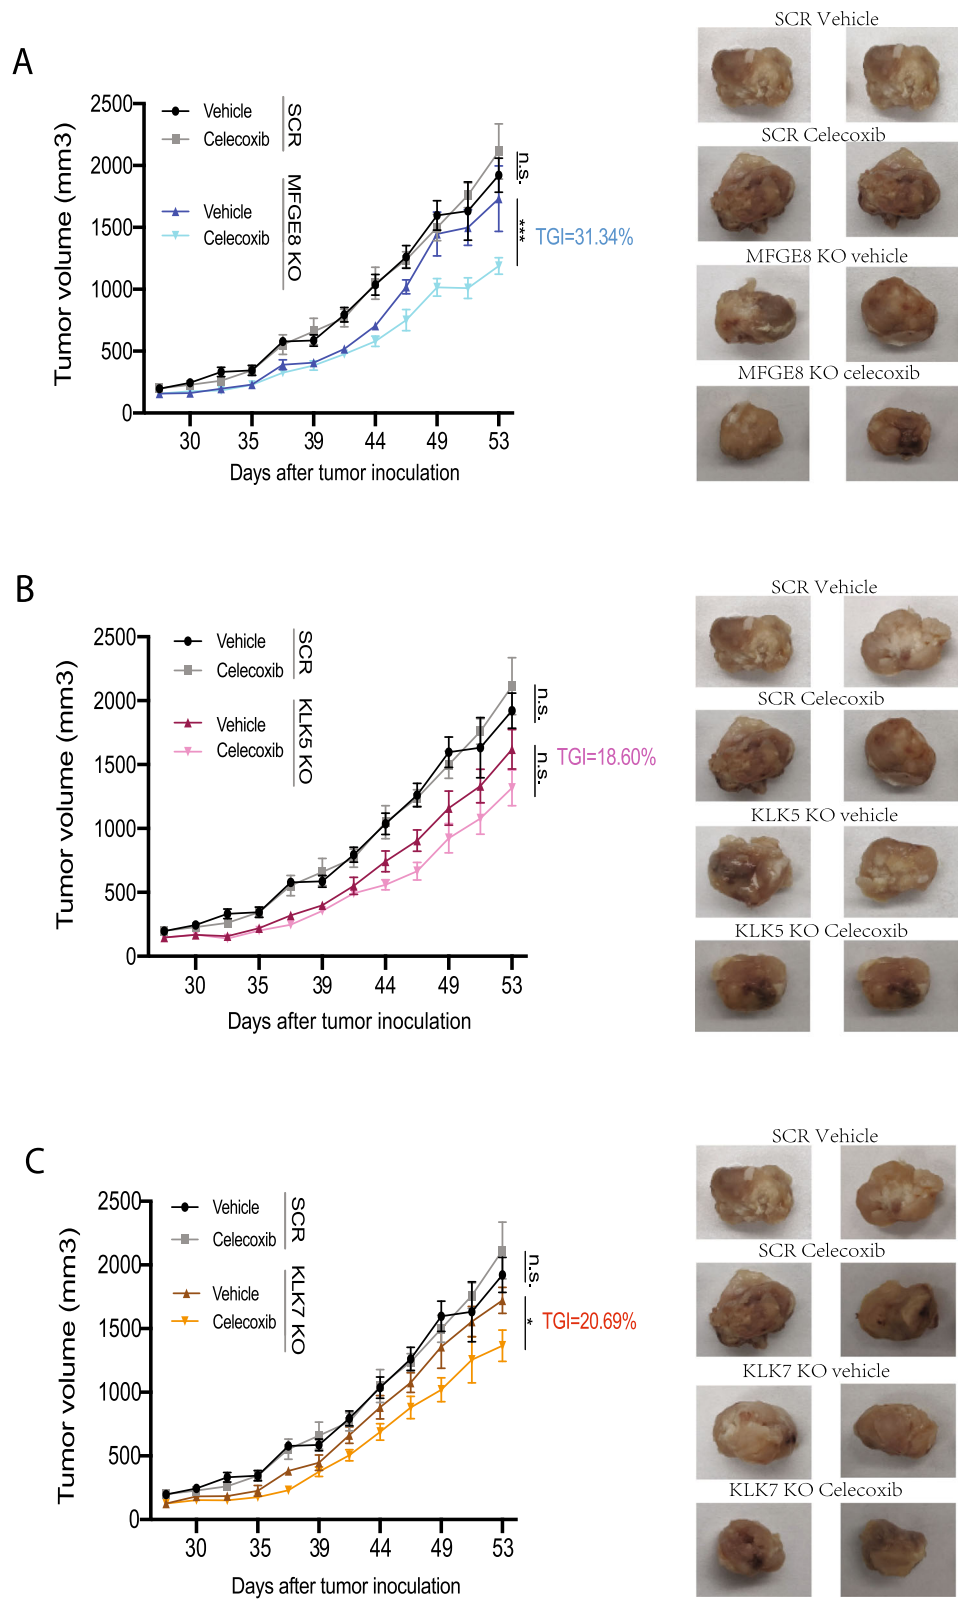 A
SCR Vehicle
SCR Celecoxib
MFGE8 KO vehicle
MFGE8 KO celecoxib
Tumor volume (mm3)
2500
2000
1500
1000
500
0
30 35 39 44 49 53
Days after tumor inoculation
Vehicle
Celecoxib
SCR
Vehicle
Celecoxib
MFGE8 KO
n.s.
***
TGI=31.34%
B
SCR Vehicle
SCR Celecoxib
KLK5 KO vehicle
KLK5 KO Celecoxib
Tumor volume (mm3)
2500
2000
1500
1000
500
0
30 35 39 44 49 53
Days after tumor inoculation
Vehicle
Celecoxib
SCR
Vehicle
Celecoxib
KLK5 KO
n.s.
n.s.
TGI=18.60%
C
SCR Vehicle
SCR Celecoxib
KLK7 KO vehicle
KLK7 KO Celecoxib
Tumor volume (mm3)
2500
2000
1500
1000
500
0
30 35 39 44 49 53
Days after tumor inoculation
Vehicle
Celecoxib
SCR
Vehicle
Celecoxib
KLK7 KO
n.s.
*
TGI=20.69%